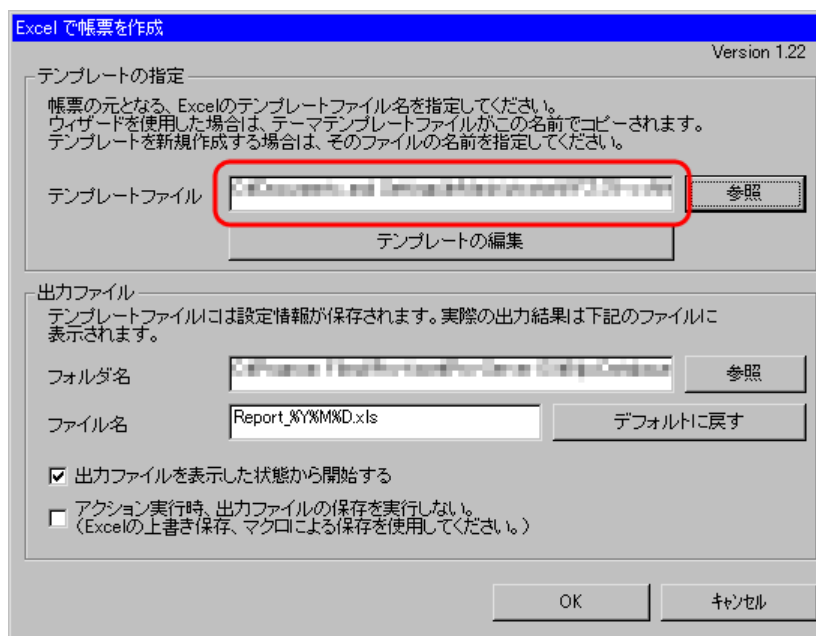 Excel で帳票を作成
Version 1.22
テンプレートの指定
帳票の元となる、Excelのテンプレートファイル名を指定してください。
ウィザードを使用した場合は、テーマテンプレートファイルがこの名前でコピーされます。
テンプレートを新規作成する場合は、そのファイルの名前を指定してください。
テンプレートファイル
参照
テンプレートの編集
出力ファイル
テンプレートファイルには設定情報が保存されます。実際の出力結果は下記のファイルに
表示されます。
フォルダ名
参照
ファイル名
Report_%Y%M%D.xls
デフォルトに戻す
出力ファイルを表示した状態から開始する
アクション実行時、出力ファイルの保存を実行しない。
(Excelの上書き保存、マクロによる保存を使用してください。)
OK
キャンセル